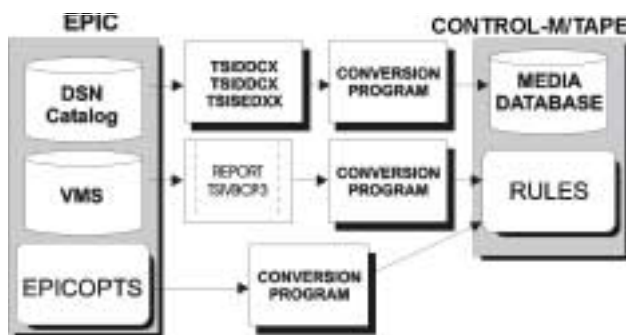 EPIC
CONTROL-M/TAPE
DSN
Catalog
TSIDDCX
TSIDDCX
TSISEDXX
CONVERSION
PROGRAM
MEDIA
DATABASE
VMS
REPORT
CONVERSION
PROGRAM
RULES
EPICOPTS
CONVERSION
PROGRAM